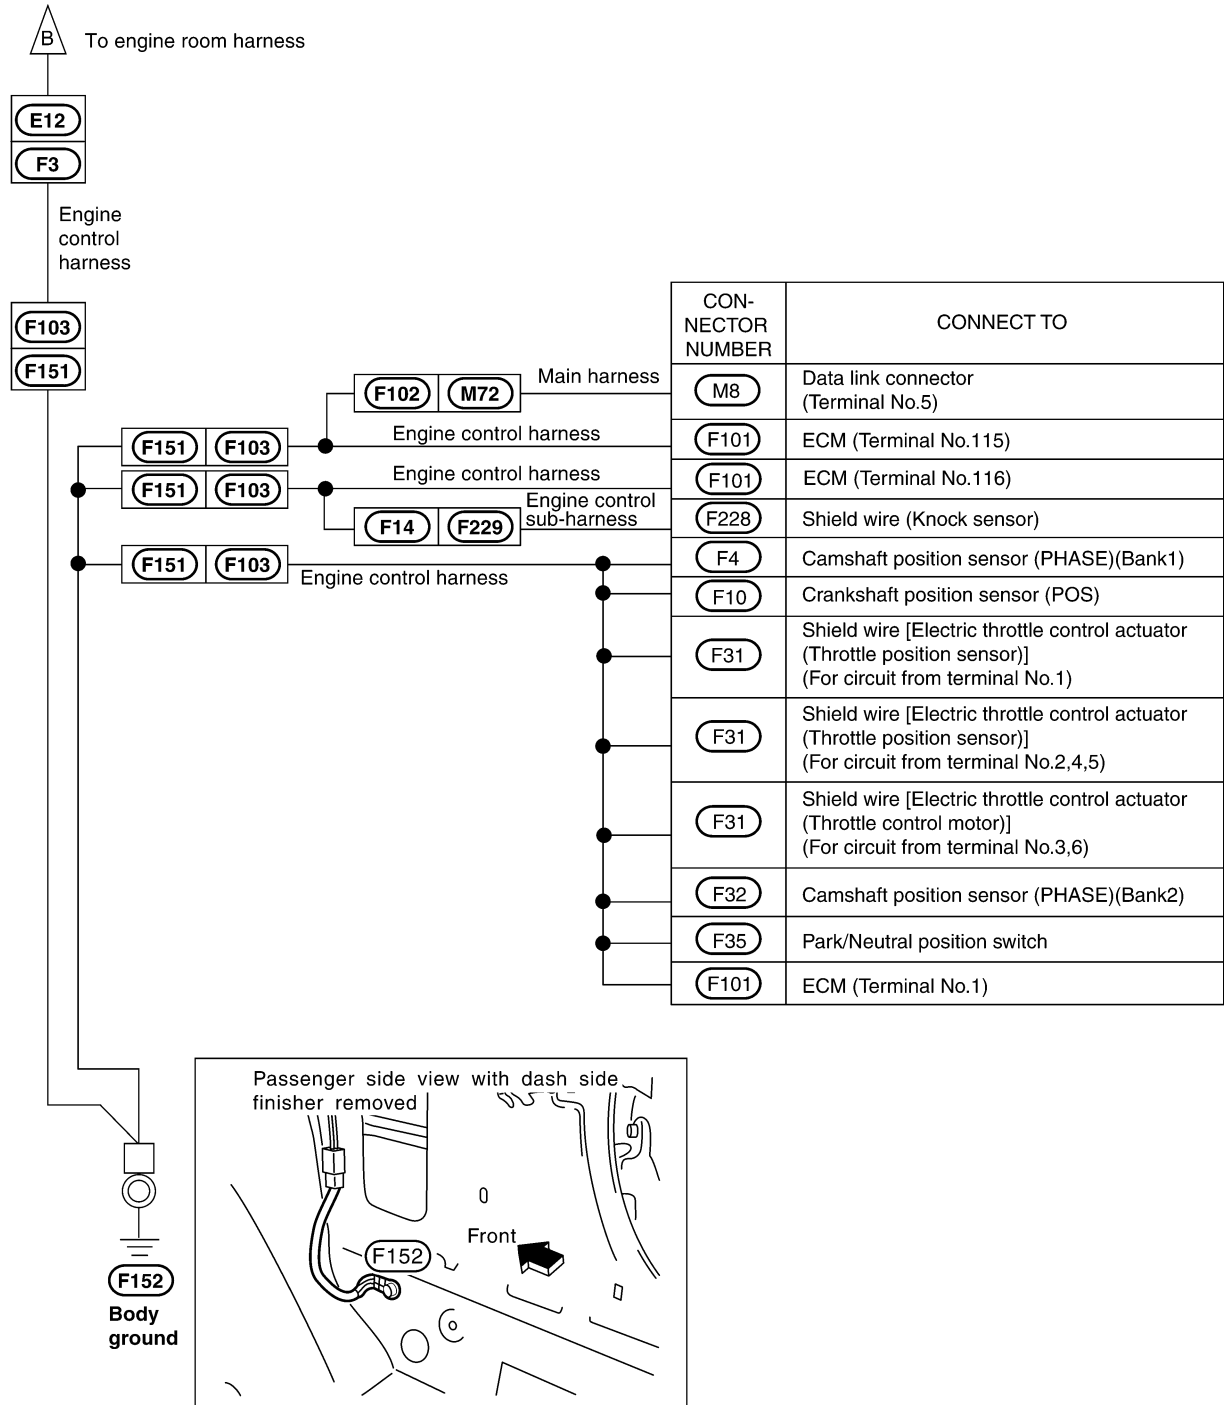 B
To engine room harness
E12
F3
Engine
control
harness
F103
F151
CON-
NECTOR
NUMBER
CONNECT TO
F102
M72
Main harness
M8
Data link connector
(Terminal No.5)
F151
F103
Engine control harness
F101
ECM (Terminal No.115)
F151
F103
Engine control harness
F101
ECM (Terminal No.116)
F14
F229
Engine control
sub-harness
F228
Shield wire (Knock sensor)
F151
F103
Engine control harness
F4
Camshaft position sensor (PHASE)(Bank1)
F10
Crankshaft position sensor (POS)
F31
Shield wire [Electric throttle control actuator
(Throttle position sensor)]
(For circuit from terminal No.1)
F31
Shield wire [Electric throttle control actuator
(Throttle position sensor)]
(For circuit from terminal No.2,4,5)
F31
Shield wire [Electric throttle control actuator
(Throttle control motor)]
(For circuit from terminal No.3,6)
F32
Camshaft position sensor (PHASE)(Bank2)
F35
Park/Neutral position switch
F101
ECM (Terminal No.1)
Passenger side view with dash side
finisher removed
Front
F152
F152
Body
ground